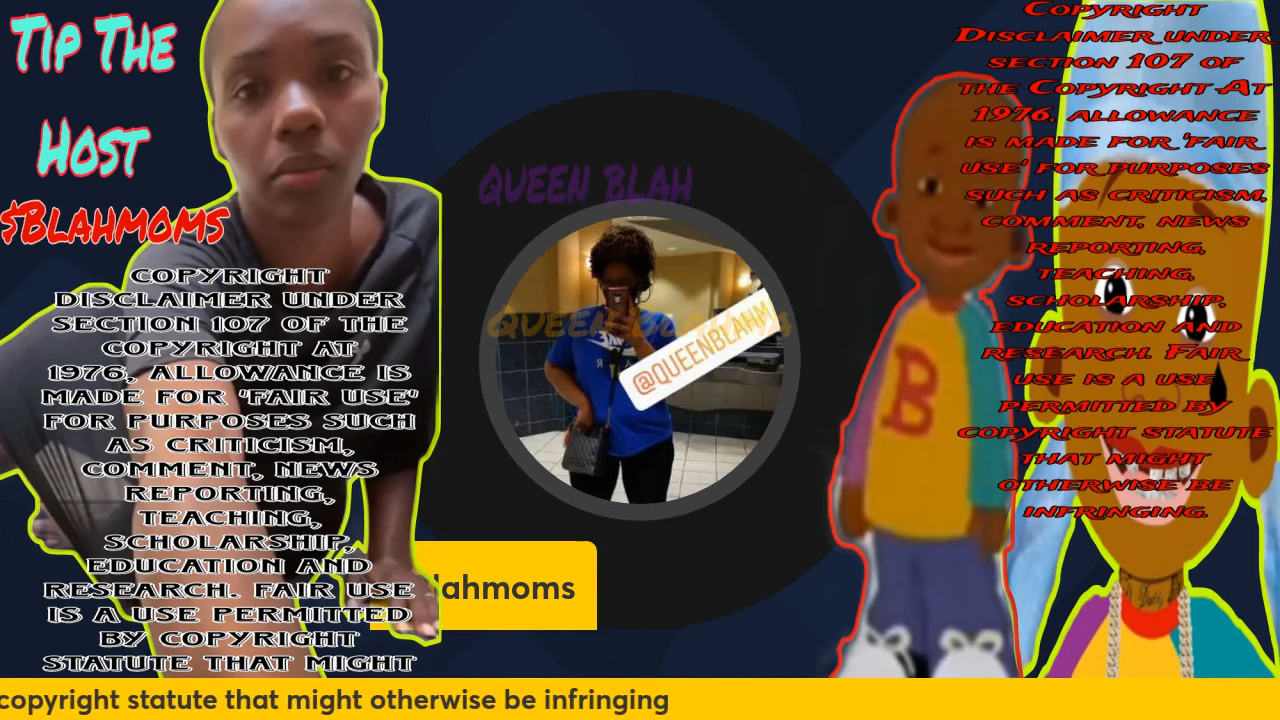 Tip The
Host
$Blahmoms
COPYRIGHT
DISCLAIMER UNDER
SECTION 107 OF THE
COPYRIGHT AT
1976, ALLOWANCE IS
MADE FOR 'FAIR USE'
FOR PURPOSES SUCH
AS CRITICISM,
COMMENT, NEWS
REPORTING,
TEACHING,
SCHOLARSHIP,
EDUCATION AND
RESEARCH. FAIR USE
IS A USE PERMITTED
BY COPYRIGHT
STATUTE THAT MIGHT
QUEEN BLAH
@QUEENBLAHM
lahmoms
B
Copyright
Disclaimer under
section 107 of
the Copyright At
1976, allowance
is made for 'fair
use' for purposes
such as criticism,
comment, news
reporting,
teaching,
scholarship,
education and
research. Fair
use is a use
permitted by
copyright statute
that might
otherwise be
infringing.
copyright statute that might otherwise be infringing